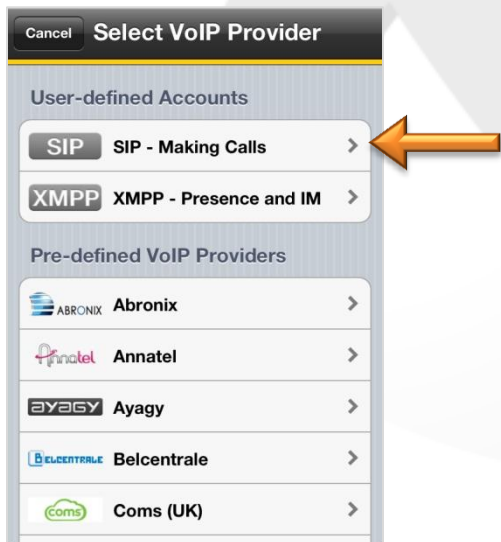 Cancel Select VoIP Provider
User-defined Accounts
SIP SIP - Making Calls
XMPP XMPP - Presence and IM
Pre-defined VoIP Providers
ABRONIX Abronix
Annatel Annatel
AYAGY Ayagy
BELCENTRALE Belcentrale
coms Coms (UK)